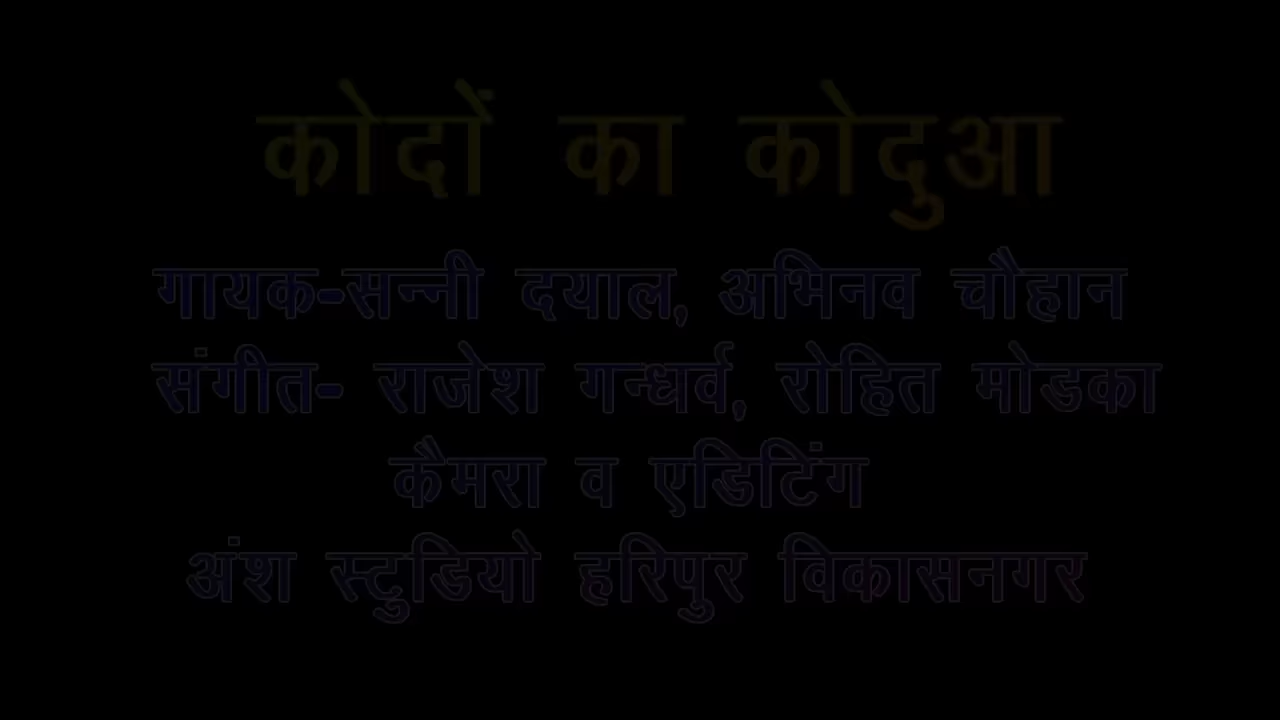 कोदों का कोदुआ
गायक-सन्नी दयाल, अभिनव चौहान
संगीत- राजेश गन्धर्व, रोहित मोडका
कैमरा व एडिटिंग
अंश स्टुडियो हरिपुर विकासनगर